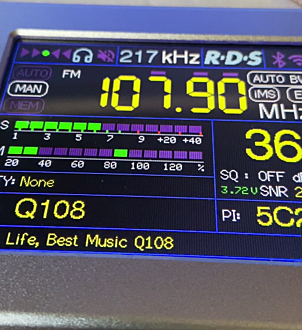 217 kHz R·D·S
AUTO FM 107.90 AUTO BW
MAN iMS
MEM MHz
S 1 3 5 7 9 +20 +40 36
M 20 40 60 80 100 120 %
SQ: OFF
TY: None 3.72V SNR
Q108 PI: 5C2
Life, Best Music Q108